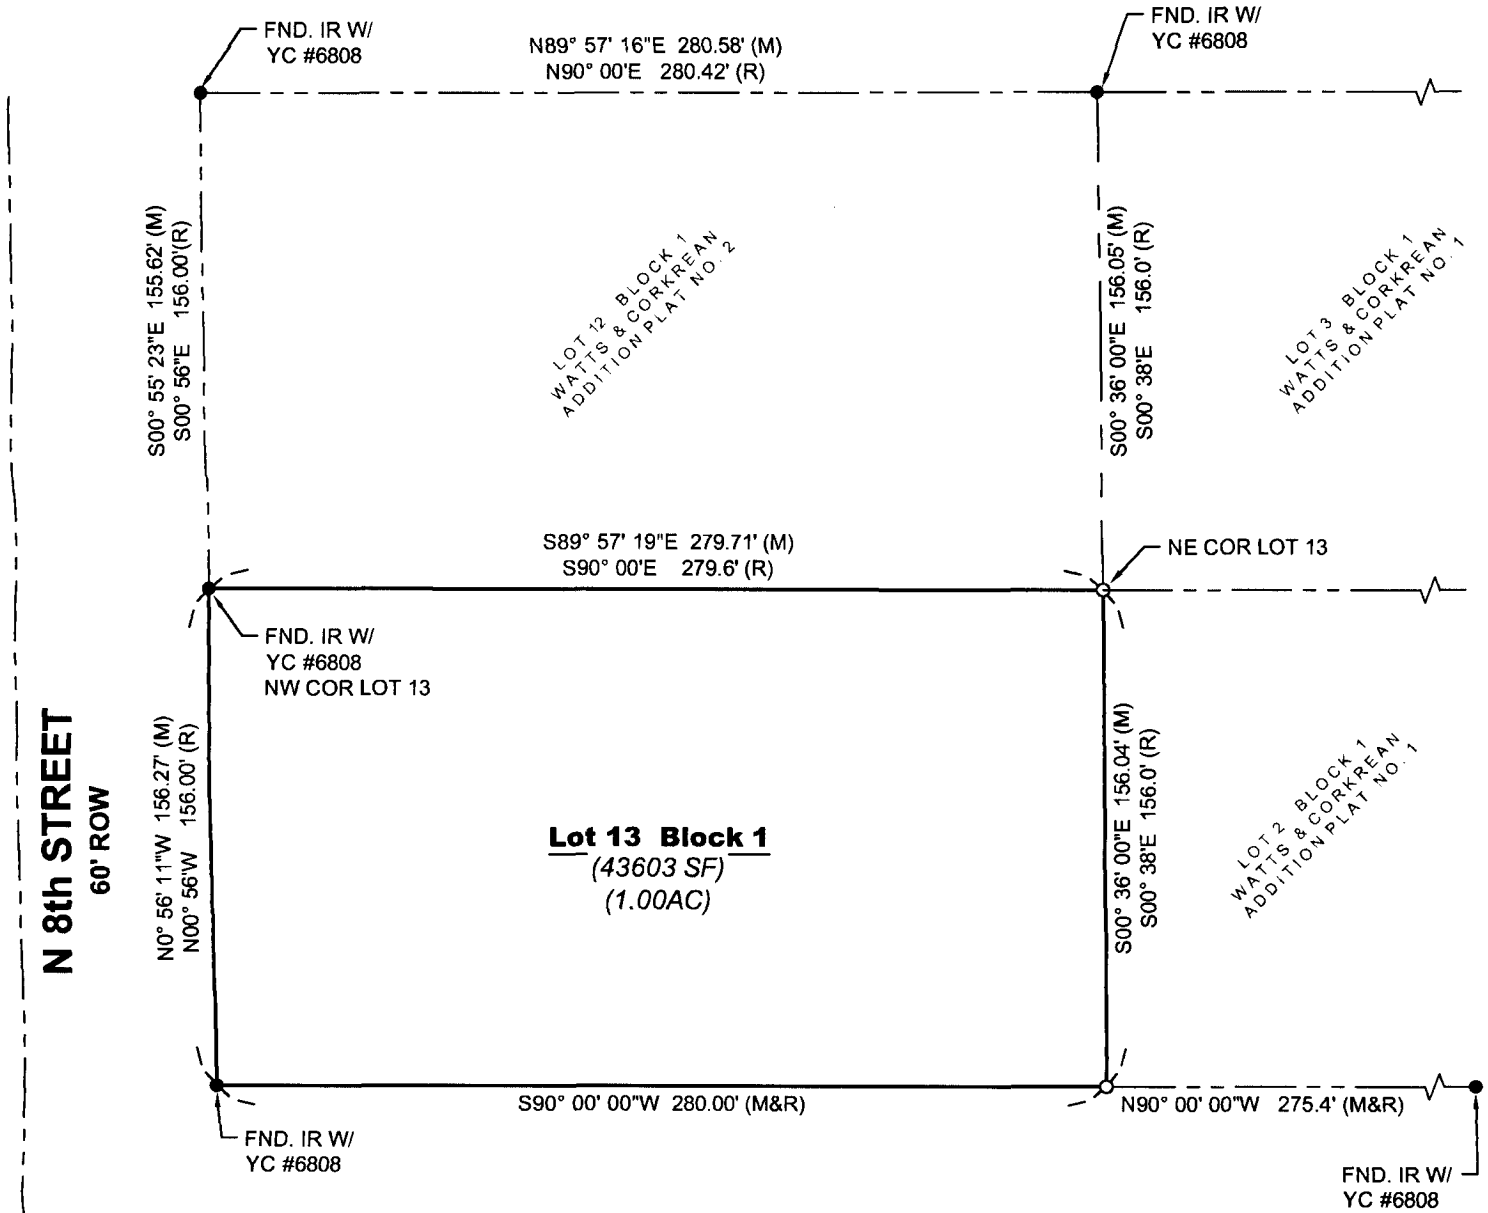 FND. IR W/
YC #6808
N89° 57' 16"E 280.58' (M)
N90° 00'E 280.42' (R)
FND. IR W/
YC #6808
S00° 55' 23"E 155.62' (M)
S00° 56"E 156.00'(R)
LOT 12 BLOCK 1
WATTS & CORKREAN
ADDITION PLAT NO. 2
S00° 36' 00"E 156.05' (M)
S00° 38'E 156.0' (R)
LOT 3 BLOCK 1
WATTS & CORKREAN
ADDITION PLAT NO. 1
S89° 57' 19"E 279.71' (M)
S90° 00'E 279.6' (R)
NE COR LOT 13
FND. IR W/
YC #6808
NW COR LOT 13
N 8th STREET
60' ROW
N0° 56' 11"W 156.27' (M)
N00° 56"W 156.00' (R)
Lot 13 Block 1
(43603 SF)
(1.00AC)
S00° 36' 00"E 156.04' (M)
S00° 38'E 156.0' (R)
LOT 2 BLOCK 1
WATTS & CORKREAN
ADDITION PLAT NO. 1
S90° 00' 00"W 280.00' (M&R)
N90° 00' 00"W 275.4' (M&R)
FND. IR W/
YC #6808
FND. IR W/
YC #6808